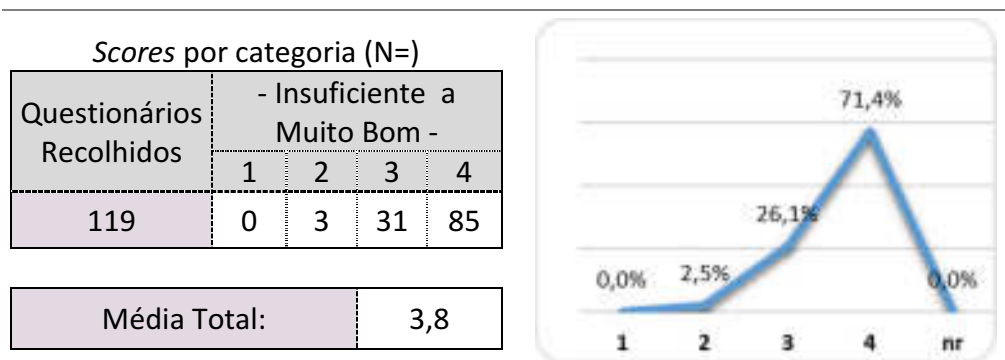 Scores por categoria (N=)
Questionários Recolhidos
- Insuficiente a
Muito Bom -
1 2 3 4
119 0 3 31 85
Média Total: 3,8
71,4%
26,1%
0,0% 2,5% 0,0%
1 2 3 4 nr